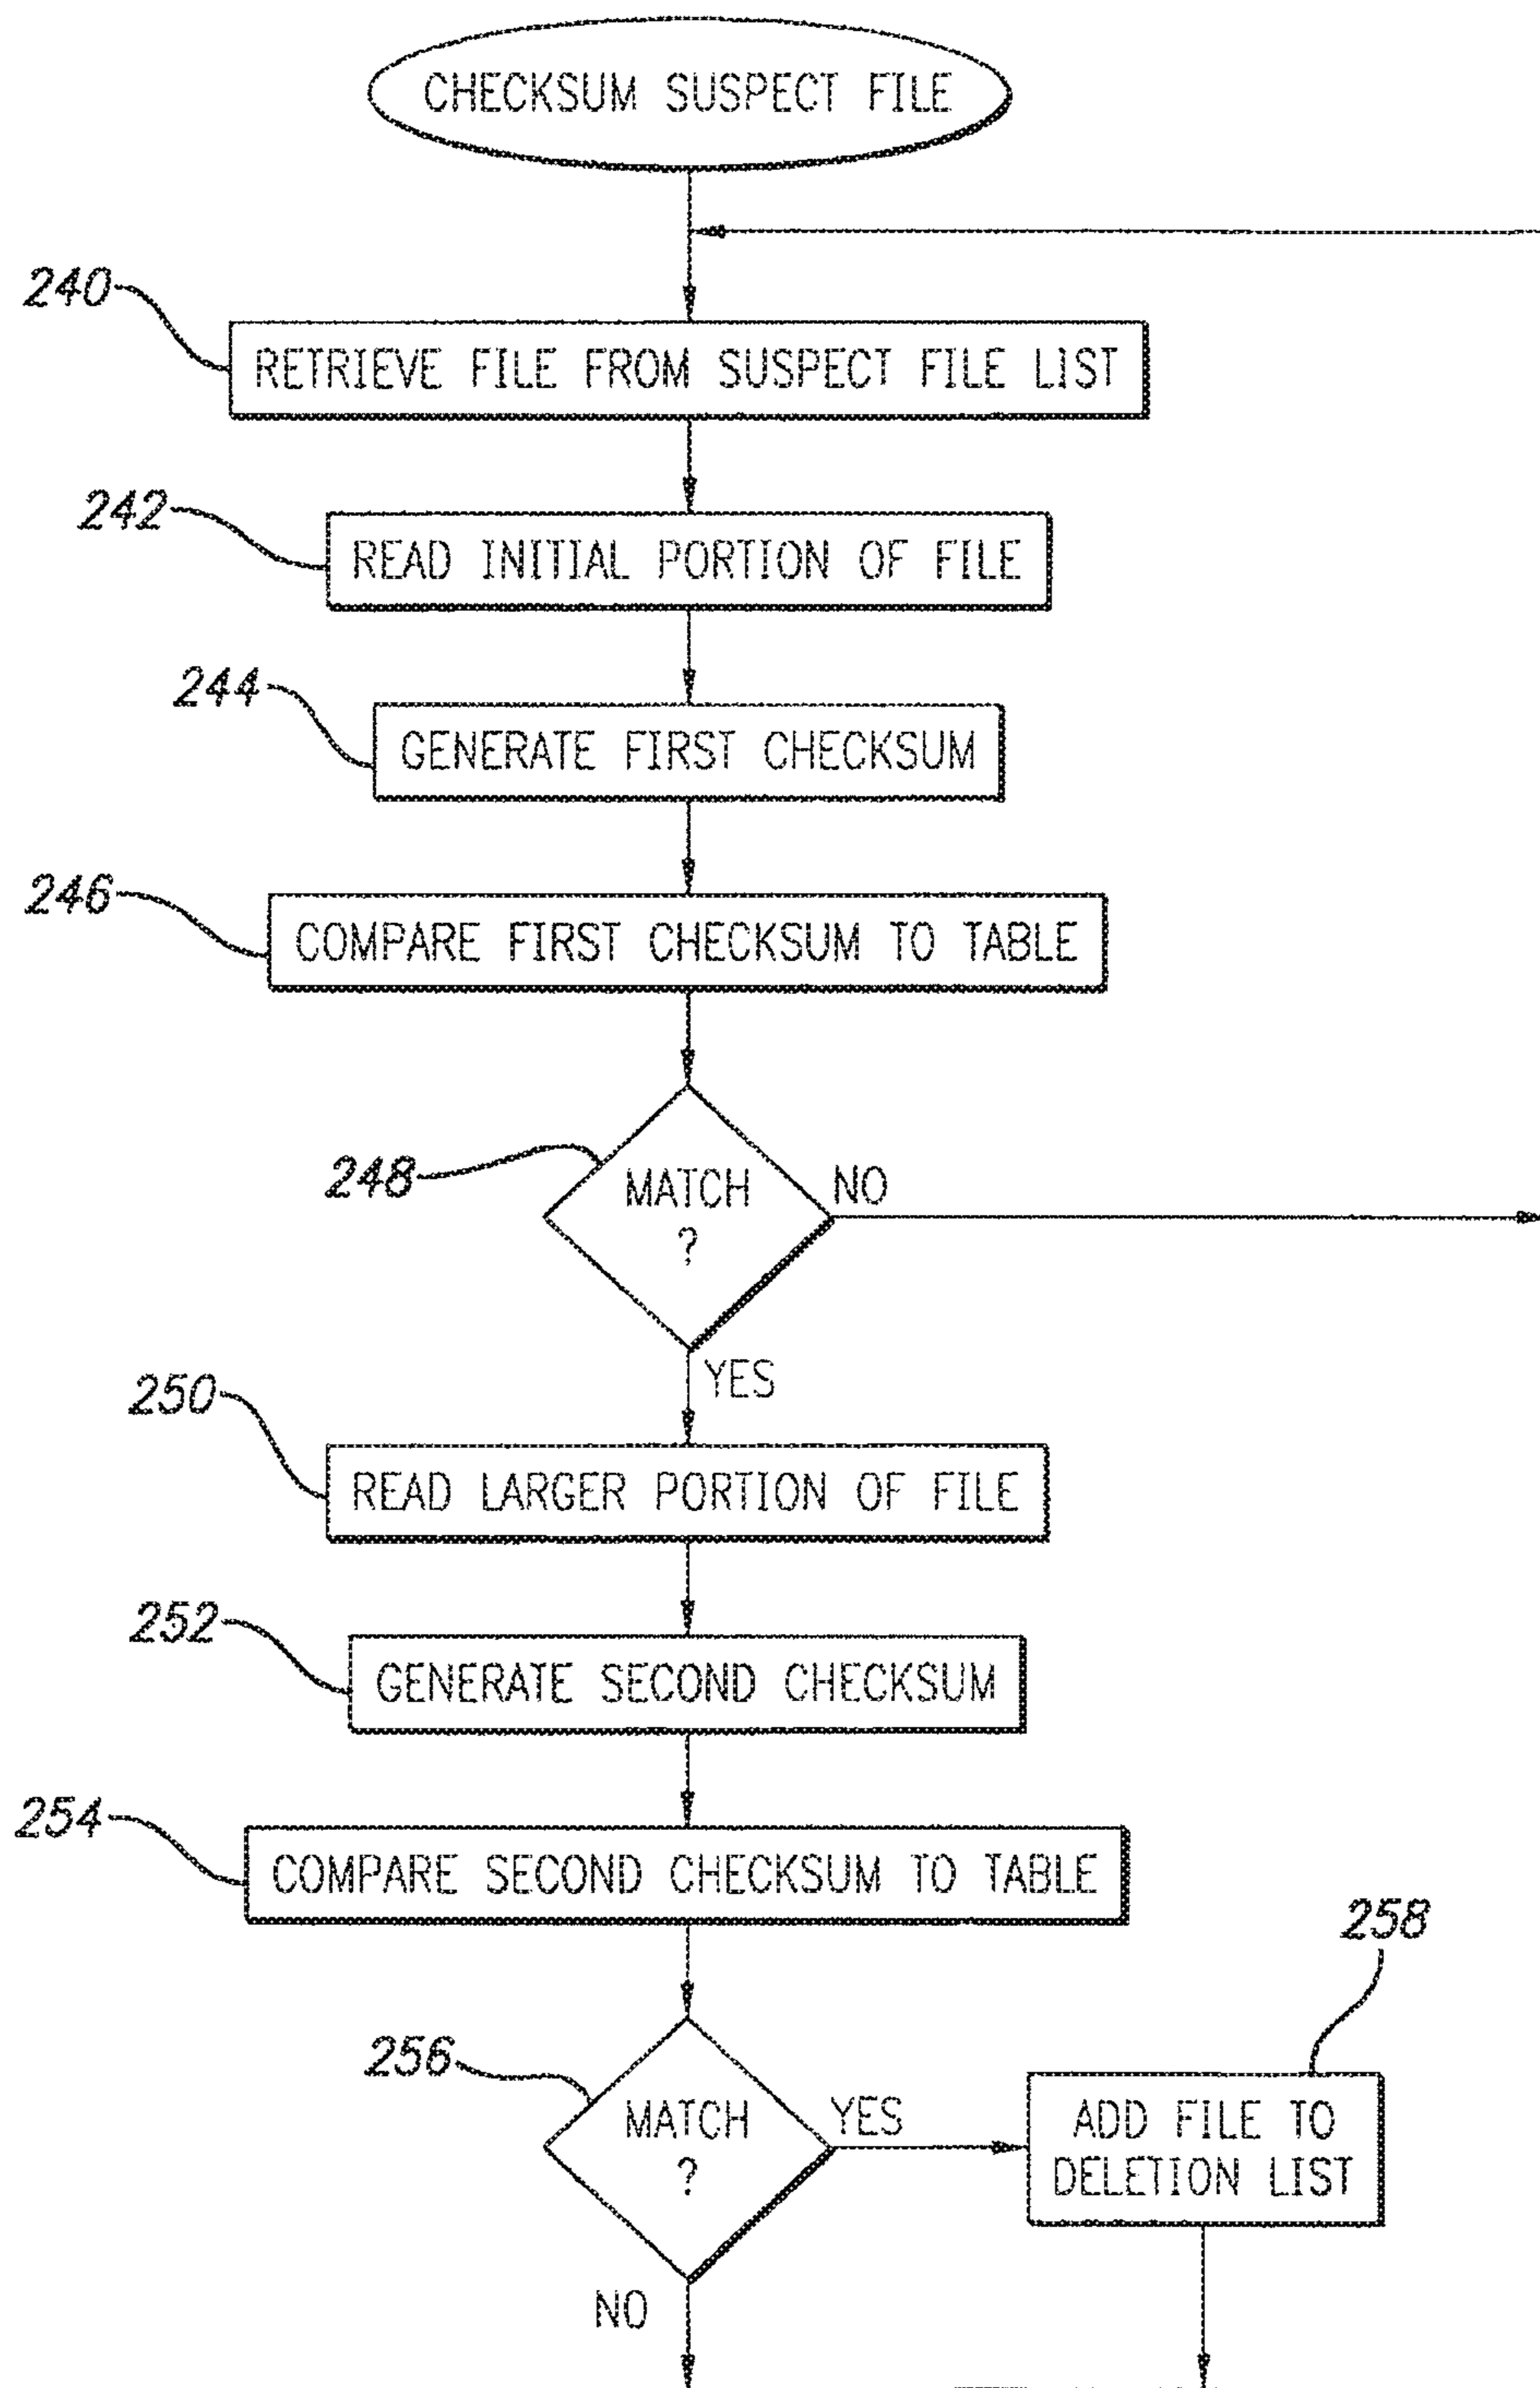 CHECKSUM SUSPECT FILE
240
RETRIEVE FILE FROM SUSPECT FILE LIST
242
READ INITIAL PORTION OF FILE
244
GENERATE FIRST CHECKSUM
246
COMPARE FIRST CHECKSUM TO TABLE
248
MATCH
?
NO
YES
250
READ LARGER PORTION OF FILE
252
GENERATE SECOND CHECKSUM
254
COMPARE SECOND CHECKSUM TO TABLE
256
MATCH
?
YES
258
ADD FILE TO
DELETION LIST
NO